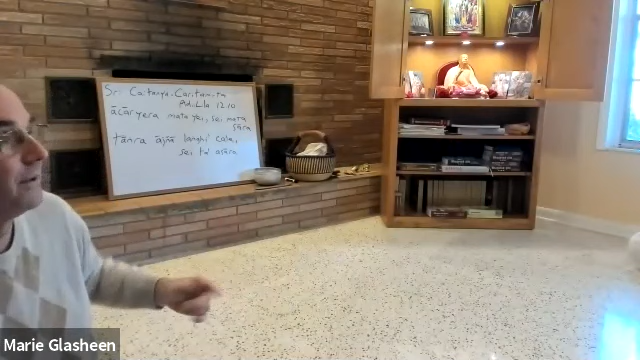 Sri Caitanya-Caritamrta
Adi-Lila 12.10
ācāryera mata yei, sei mata
sāra
tāṅra ājñā laṅghi' cale,
sei ta' asāra
Marie Glasheen